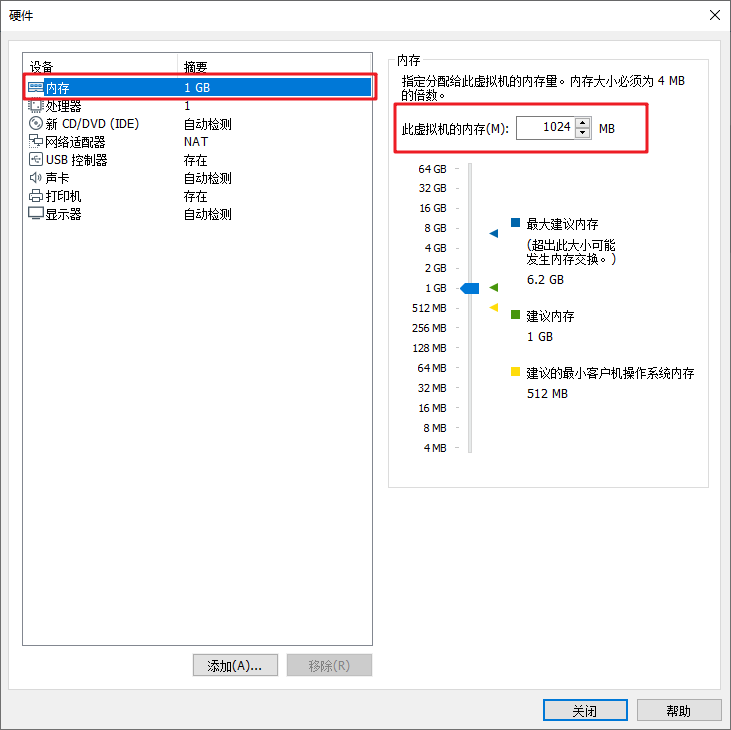 硬件
设备 摘要
内存 1 GB
处理器 1
新 CD/DVD (IDE) 自动检测
网络适配器 NAT
USB 控制器 存在
声卡 自动检测
打印机 存在
显示器 自动检测
添加(A)... 移除(R)
内存
指定分配给此虚拟机的内存量。内存大小必须为 4 MB
的倍数。
此虚拟机的内存(M): 1024 MB
64 GB
32 GB
16 GB
8 GB
4 GB
2 GB
1 GB
512 MB
256 MB
128 MB
64 MB
32 MB
16 MB
8 MB
4 MB
最大建议内存
(超出此大小可能
发生内存交换。)
6.2 GB
建议内存
1 GB
建议的最小客户机操作系统内存
512 MB
关闭 帮助